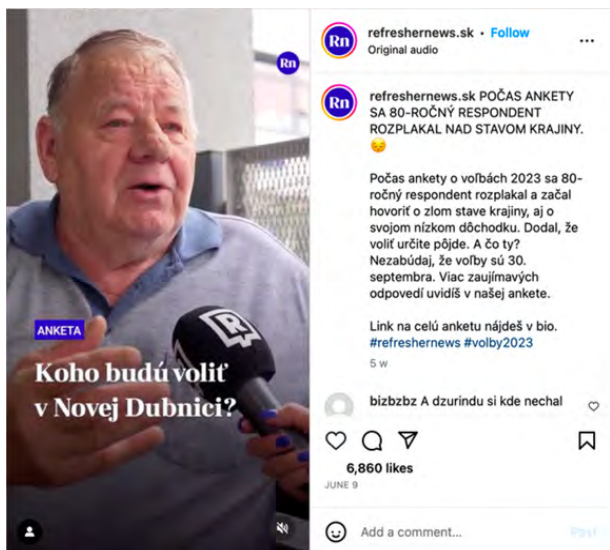 Rn
ANKETA
Koho budú voliť
v Novej Dubnici?
R
Rn
refreshernews.sk • Follow
Original audio
Rn
refreshernews.sk POČAS ANKETY
SA 80-ROČNÝ RESPONDENT
ROZPLAKAL NAD STAVOM KRAJINY.
😔
Počas ankety o voľbách 2023 sa 80-
ročný respondent rozplakal a začal
hovoriť o zlom stave krajiny, aj o
svojom nízkom dôchodku. Dodal, že
voliť určite pôjde. A čo ty?
Nezabúdaj, že voľby sú 30.
septembra. Viac zaujímavých
odpovedí uvidíš v našej ankete.
Link na celú anketu nájdeš v bio.
#refreshernews #volby2023
5 w
bizbzbz A dzurindu si kde nechal
6,860 likes
JUNE 9
Add a comment...
Post